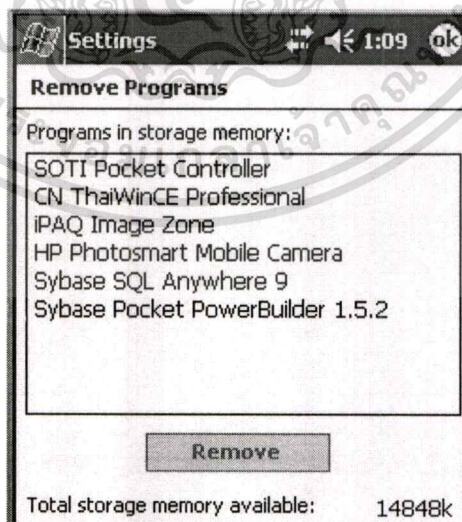 Settings 1:09 ok
Remove Programs
Programs in storage memory:
SOTI Pocket Controller
CN ThaiWinCE Professional
iPAQ Image Zone
HP Photosmart Mobile Camera
Sybase SQL Anywhere 9
Sybase Pocket PowerBuilder 1.5.2
Remove
Total storage memory available: 14848k